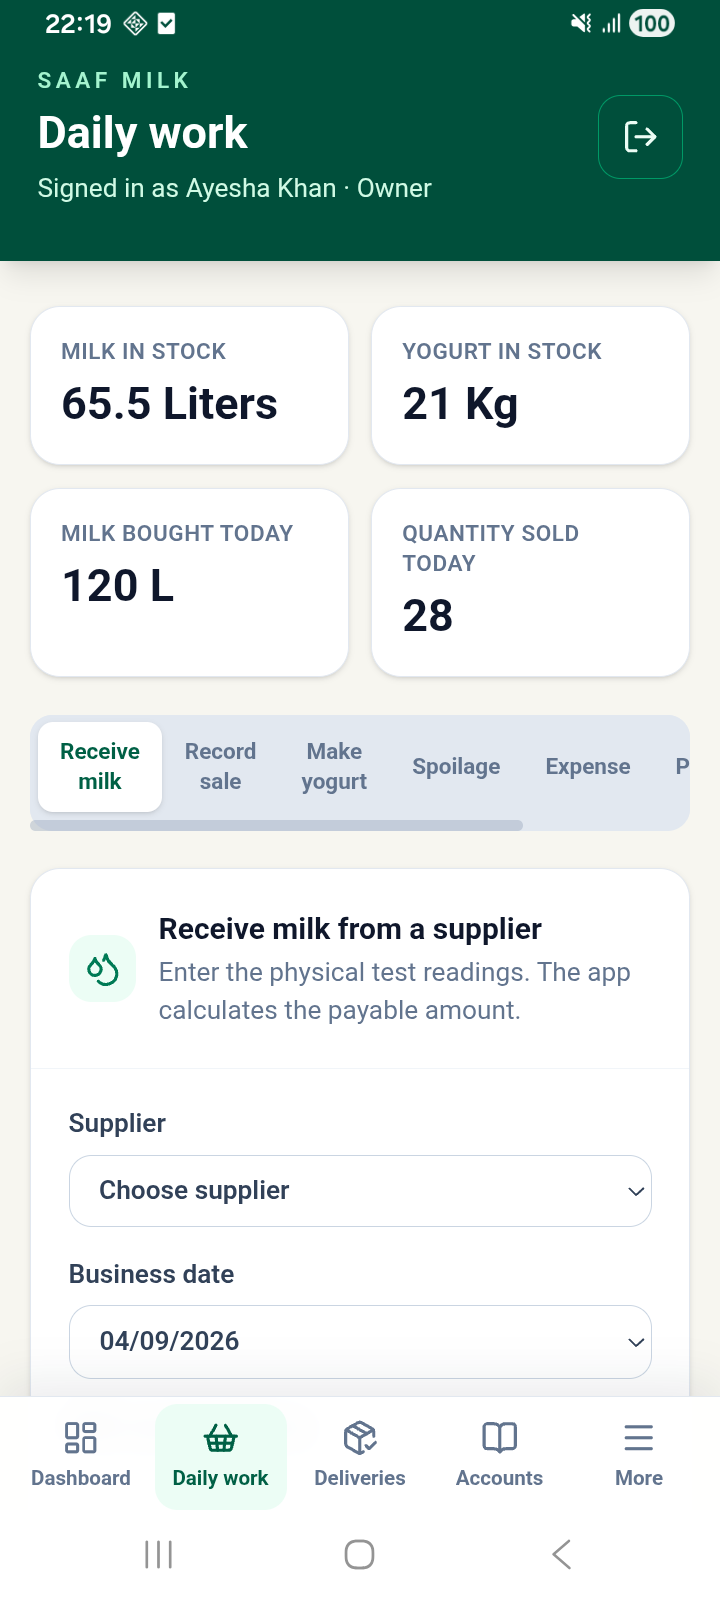 22:19
100
SAAF MILK
Daily work
Signed in as Ayesha Khan · Owner
MILK IN STOCK
65.5 Liters
YOGURT IN STOCK
21 Kg
MILK BOUGHT TODAY
120 L
QUANTITY SOLD
TODAY
28
Receive
milk
Record
sale
Make
yogurt
Spoilage
Expense
P
Receive milk from a supplier
Enter the physical test readings. The app
calculates the payable amount.
Supplier
Choose supplier
Business date
04/09/2026
Dashboard
Daily work
Deliveries
Accounts
More